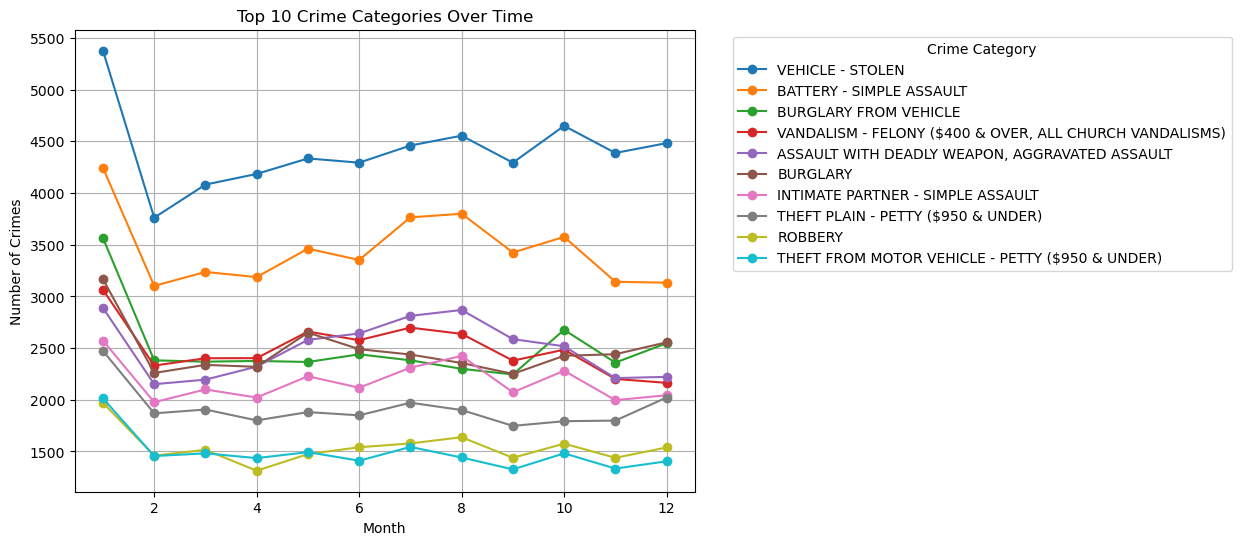 Top 10 Crime Categories Over Time
5500
5000
4500
4000
3500
3000
2500
2000
1500
Number of Crimes
2 4 6 8 10 12
Month
Crime Category
VEHICLE - STOLEN
BATTERY - SIMPLE ASSAULT
BURGLARY FROM VEHICLE
VANDALISM - FELONY ($400 & OVER, ALL CHURCH VANDALISMS)
ASSAULT WITH DEADLY WEAPON, AGGRAVATED ASSAULT
BURGLARY
INTIMATE PARTNER - SIMPLE ASSAULT
THEFT PLAIN - PETTY ($950 & UNDER)
ROBBERY
THEFT FROM MOTOR VEHICLE - PETTY ($950 & UNDER)